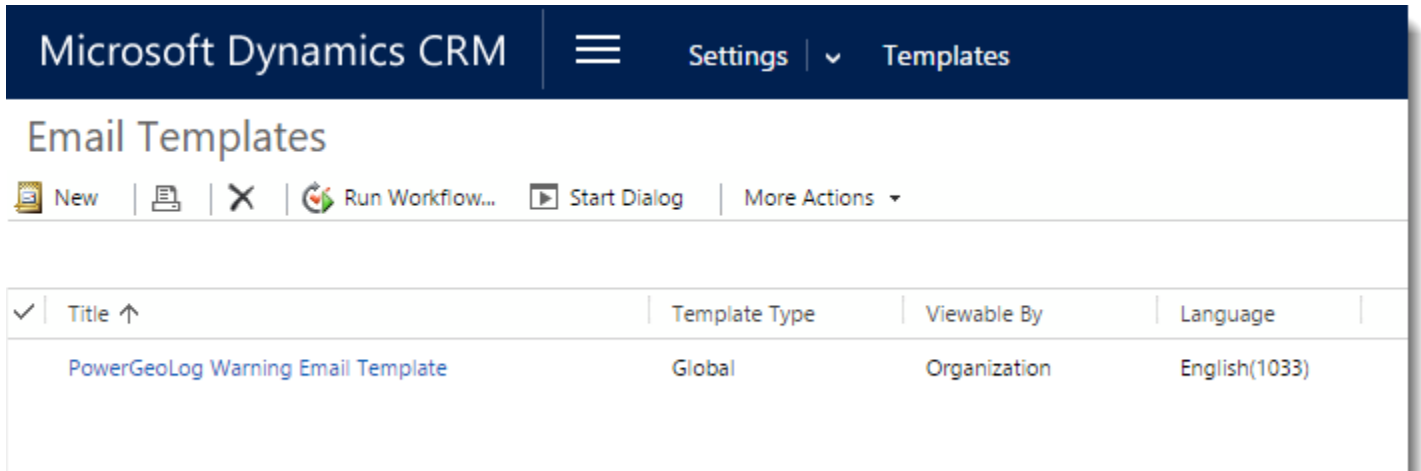 Microsoft Dynamics CRM Settings Templates
Email Templates
New Run Workflow... Start Dialog More Actions
Title Template Type Viewable By Language
PowerGeoLog Warning Email Template Global Organization English(1033)